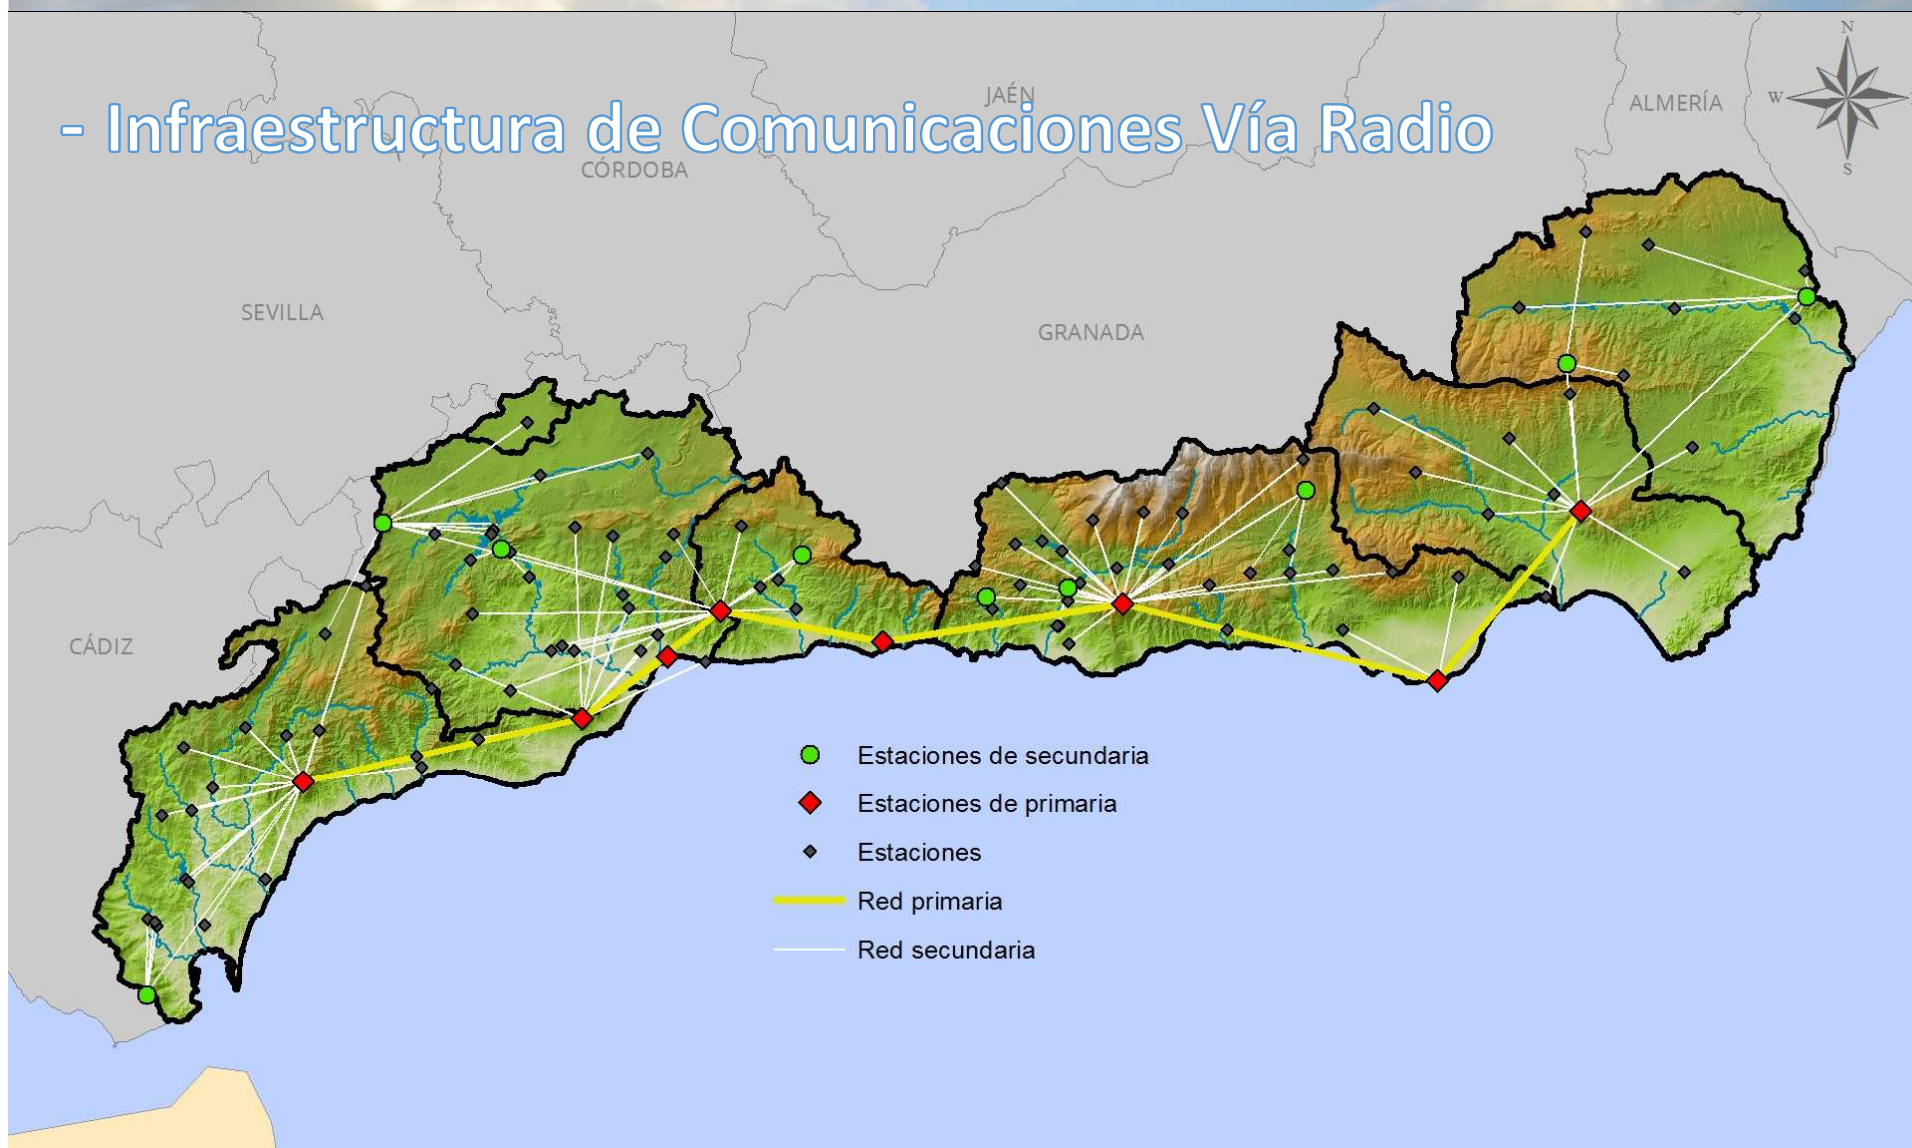 N
JAÉN
W
ALMERÍA
- Infraestructura de Comunicaciones Vía Radio
CÓRDOBA
S
SEVILLA
GRANADA
CÁDIZ
Estaciones de secundaria
Estaciones de primaria
Estaciones
Red primaria
Red secundaria